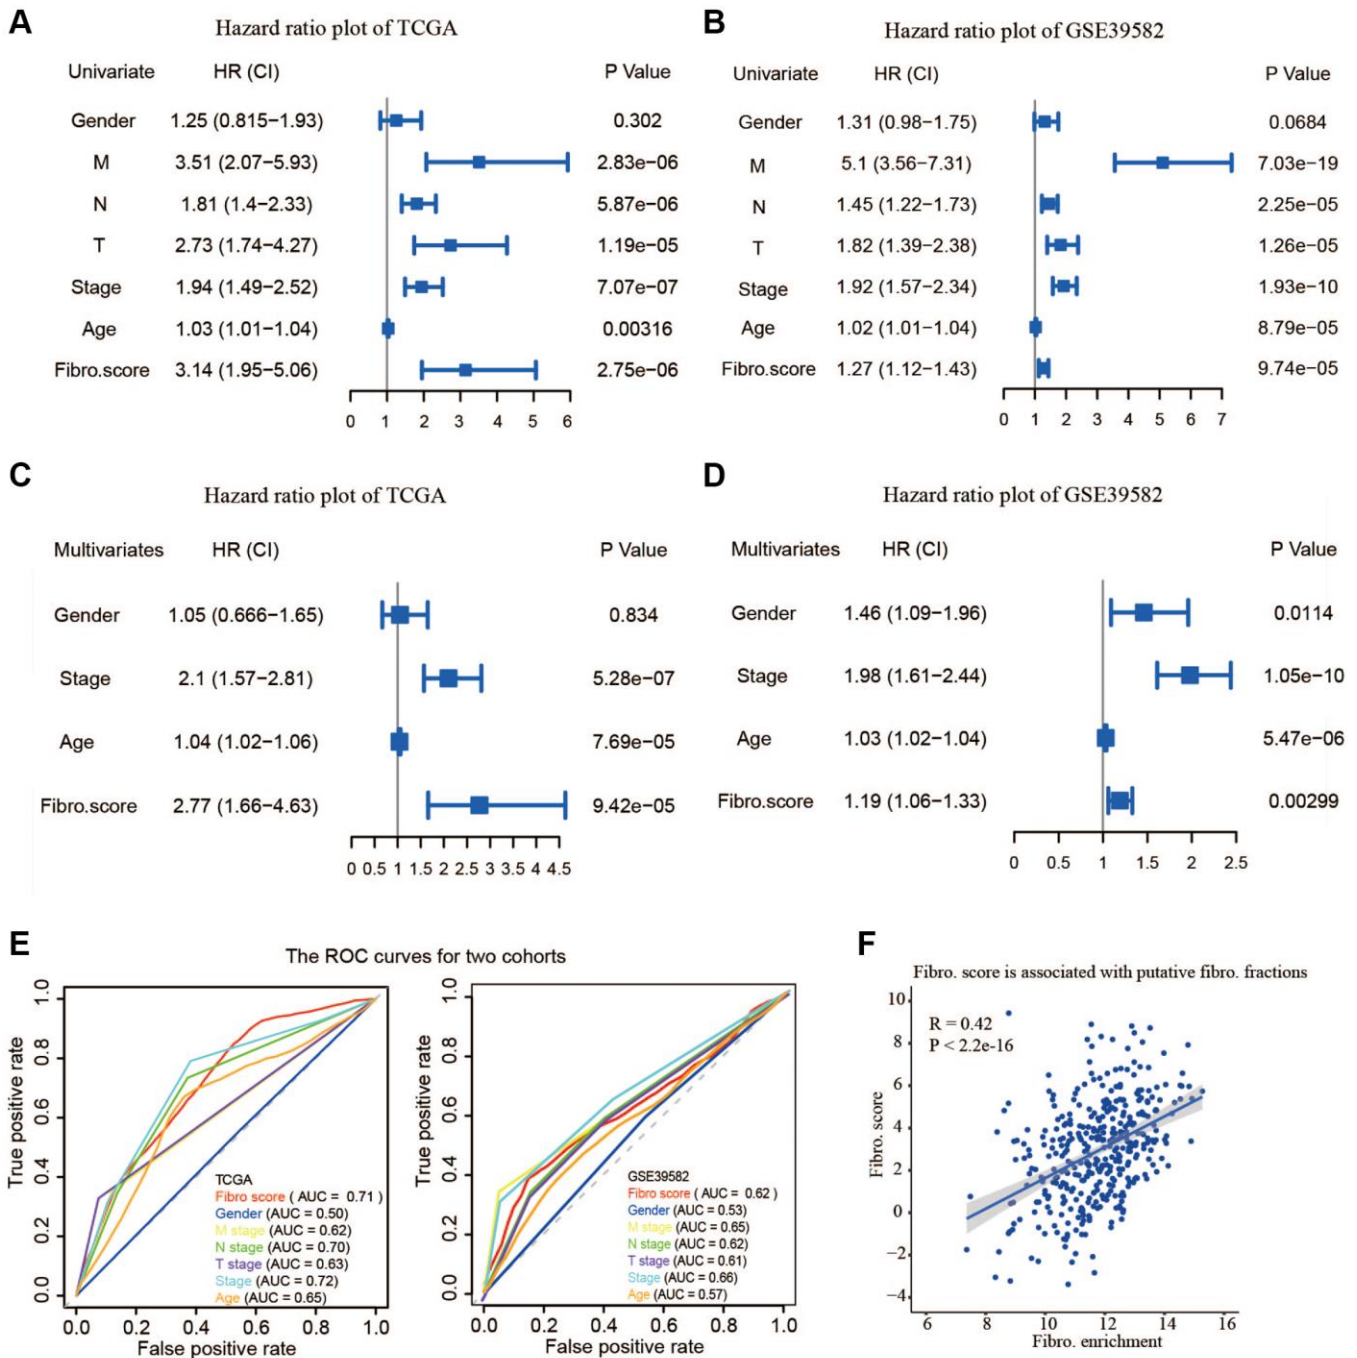 A
Hazard ratio plot of TCGA
Univariate HR (CI) P Value
Gender 1.25 (0.815−1.93) 0.302
M 3.51 (2.07−5.93) 2.83e−06
N 1.81 (1.4−2.33) 5.87e−06
T 2.73 (1.74−4.27) 1.19e−05
Stage 1.94 (1.49−2.52) 7.07e−07
Age 1.03 (1.01−1.04) 0.00316
Fibro.score 3.14 (1.95−5.06) 2.75e−06
0 1 2 3 4 5 6
B
Hazard ratio plot of GSE39582
Univariate HR (CI) P Value
Gender 1.31 (0.98−1.75) 0.0684
M 5.1 (3.56−7.31) 7.03e−19
N 1.45 (1.22−1.73) 2.25e−05
T 1.82 (1.39−2.38) 1.26e−05
Stage 1.92 (1.57−2.34) 1.93e−10
Age 1.02 (1.01−1.04) 8.79e−05
Fibro.score 1.27 (1.12−1.43) 9.74e−05
0 1 2 3 4 5 6 7
C
Hazard ratio plot of TCGA
Multivariates HR (CI) P Value
Gender 1.05 (0.666−1.65) 0.834
Stage 2.1 (1.57−2.81) 5.28e−07
Age 1.04 (1.02−1.06) 7.69e−05
Fibro.score 2.77 (1.66−4.63) 9.42e−05
0 0.5 1 1.5 2 2.5 3 3.5 4 4.5
D
Hazard ratio plot of GSE39582
Multivariates HR (CI) P Value
Gender 1.46 (1.09−1.96) 0.0114
Stage 1.98 (1.61−2.44) 1.05e−10
Age 1.03 (1.02−1.04) 5.47e−06
Fibro.score 1.19 (1.06−1.33) 0.00299
0 0.5 1 1.5 2 2.5
E
The ROC curves for two cohorts
True positive rate
1.0
0.8
0.6
0.4
0.2
0.0
TCGA
Fibro score ( AUC = 0.71 )
Gender (AUC = 0.50)
M stage (AUC = 0.62)
N stage (AUC = 0.70)
T stage (AUC = 0.63)
Stage (AUC = 0.72)
Age (AUC = 0.65)
0.0 0.2 0.4 0.6 0.8 1.0
False positive rate
True positive rate
1.0
0.8
0.6
0.4
0.2
0.0
GSE39582
Fibro score ( AUC = 0.62 )
Gender (AUC = 0.53)
M stage (AUC = 0.65)
N stage (AUC = 0.62)
T stage (AUC = 0.61)
Stage (AUC = 0.66)
Age (AUC = 0.57)
0.0 0.2 0.4 0.6 0.8 1.0
False positive rate
F
Fibro. score is associated with putative fibro. fractions
R = 0.42
P < 2.2e-16
Fibro. score
10
8
6
4
2
0
−2
−4
6 8 10 12 14 16
Fibro. enrichment